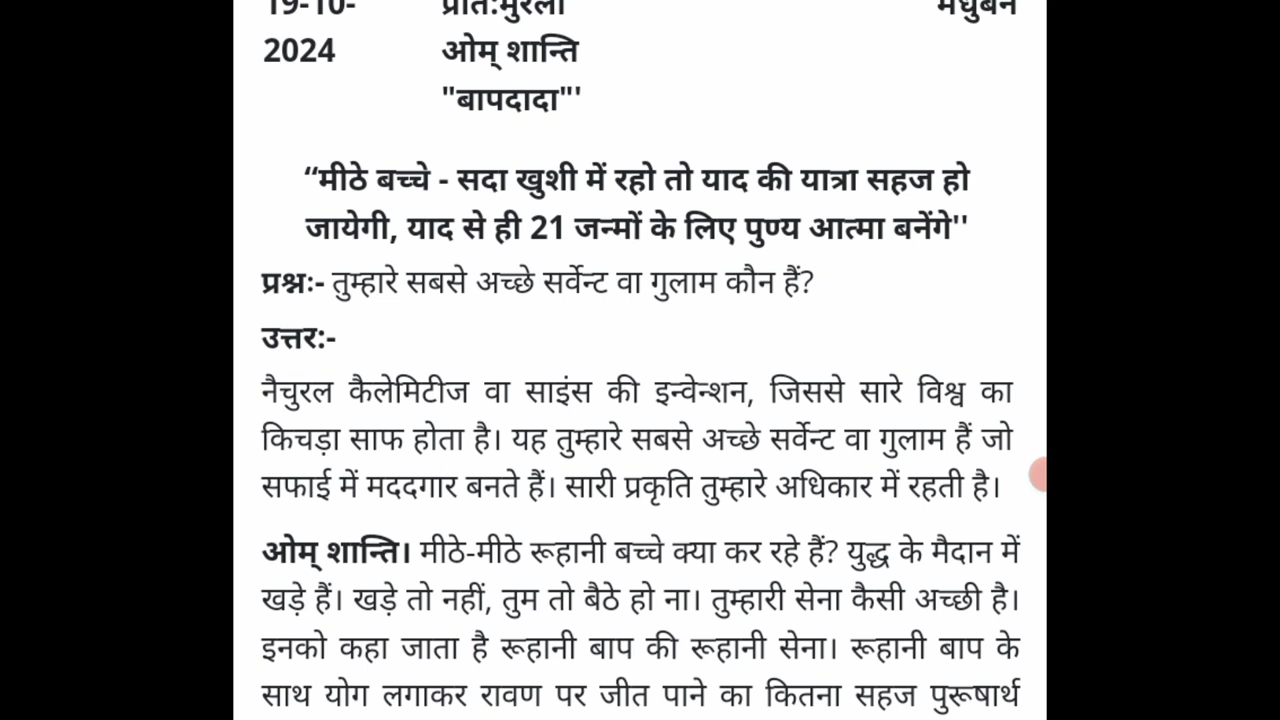 19-10- प्रात:मुरली मधुबन
2024 ओम् शान्ति
"बापदादा"'
“मीठे बच्चे - सदा खुशी में रहो तो याद की यात्रा सहज हो
जायेगी, याद से ही 21 जन्मों के लिए पुण्य आत्मा बनेंगे''
प्रश्नः- तुम्हारे सबसे अच्छे सर्वेन्ट वा गुलाम कौन हैं?
उत्तर:-
नैचुरल कैलेमिटीज वा साइंस की इन्वेन्शन, जिससे सारे विश्व का
किचड़ा साफ होता है। यह तुम्हारे सबसे अच्छे सर्वेन्ट वा गुलाम हैं जो
सफाई में मददगार बनते हैं। सारी प्रकृति तुम्हारे अधिकार में रहती है।
ओम् शान्ति। मीठे-मीठे रूहानी बच्चे क्या कर रहे हैं? युद्ध के मैदान में
खड़े हैं। खड़े तो नहीं, तुम तो बैठे हो ना। तुम्हारी सेना कैसी अच्छी है।
इनको कहा जाता है रूहानी बाप की रूहानी सेना। रूहानी बाप के
साथ योग लगाकर रावण पर जीत पाने का कितना सहज पुरूषार्थ